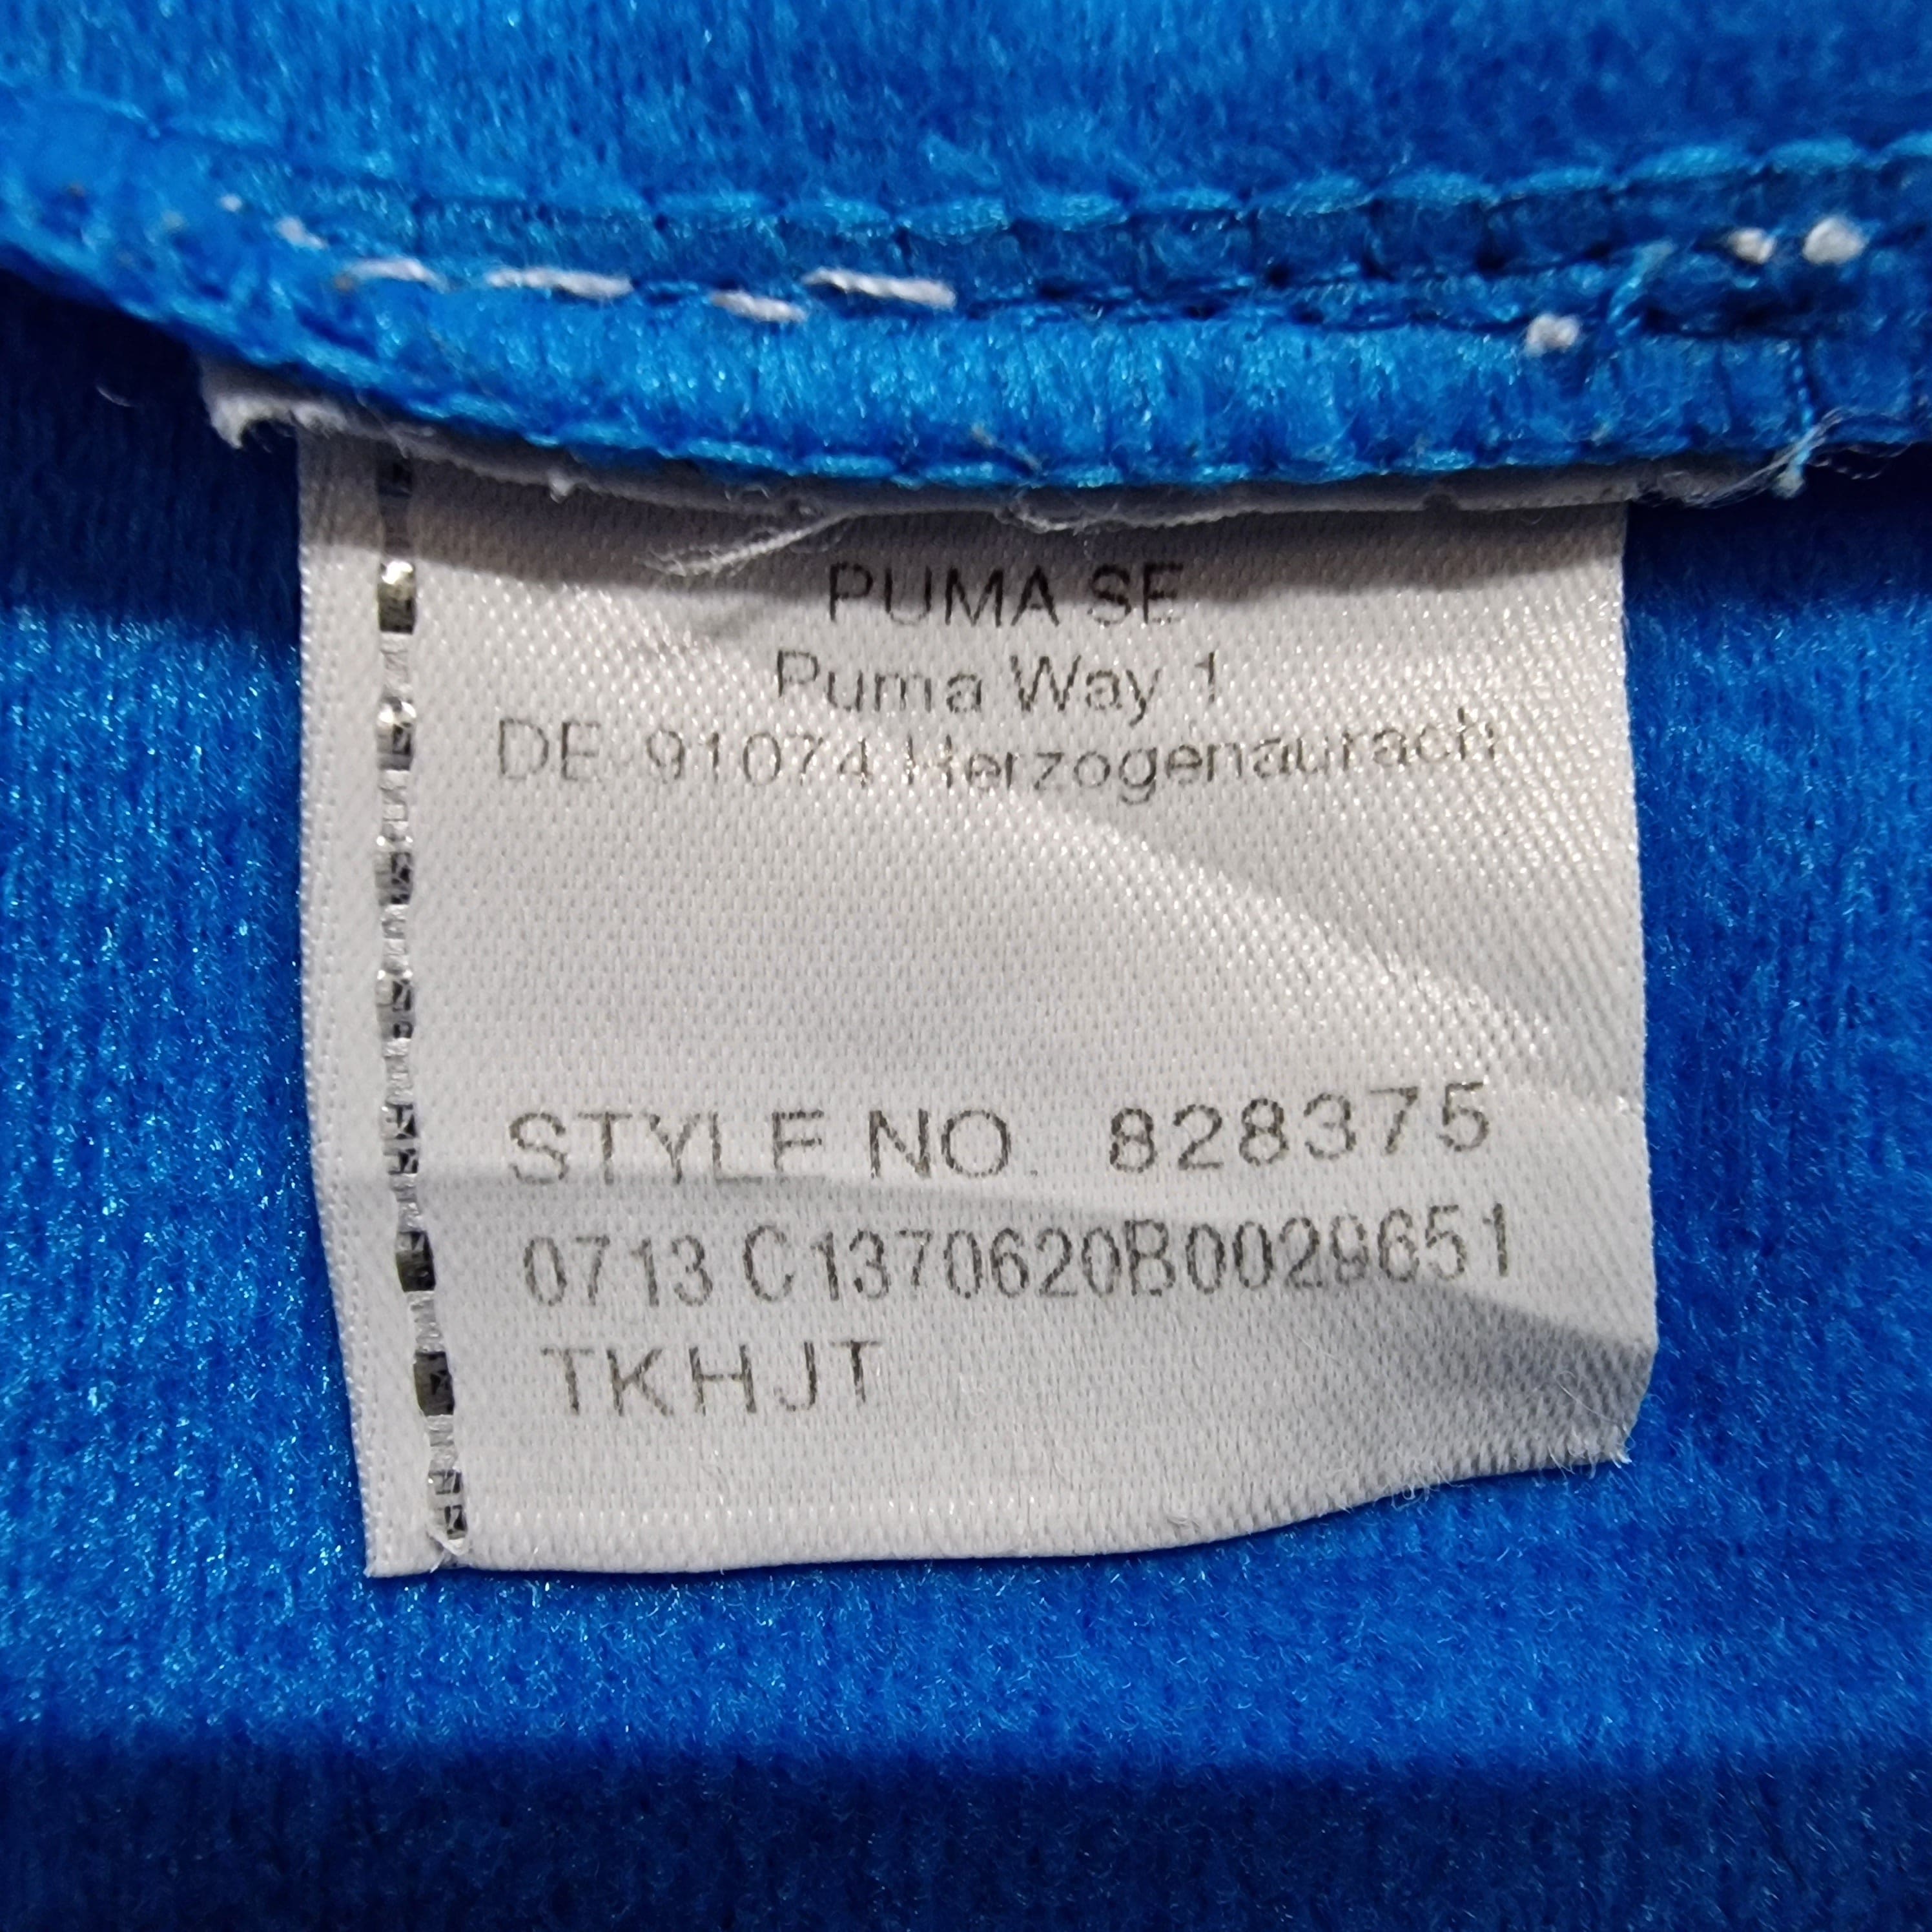 PUMA SE
Puma Way 1
DE 91074 Herzogenaurach
STYLE NO. 828375
0713 C1370620B0029651
TKHJT